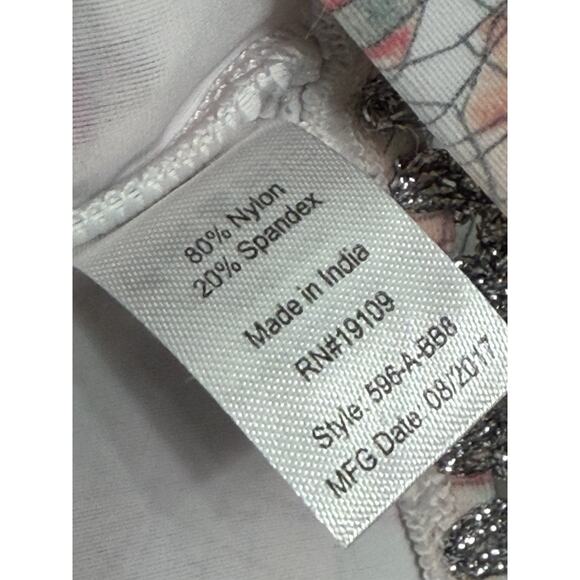 80% Nylon
20% Spandex
Made in India
RN#19109
Style: 596-A-BB8
MFG Date 08/2017